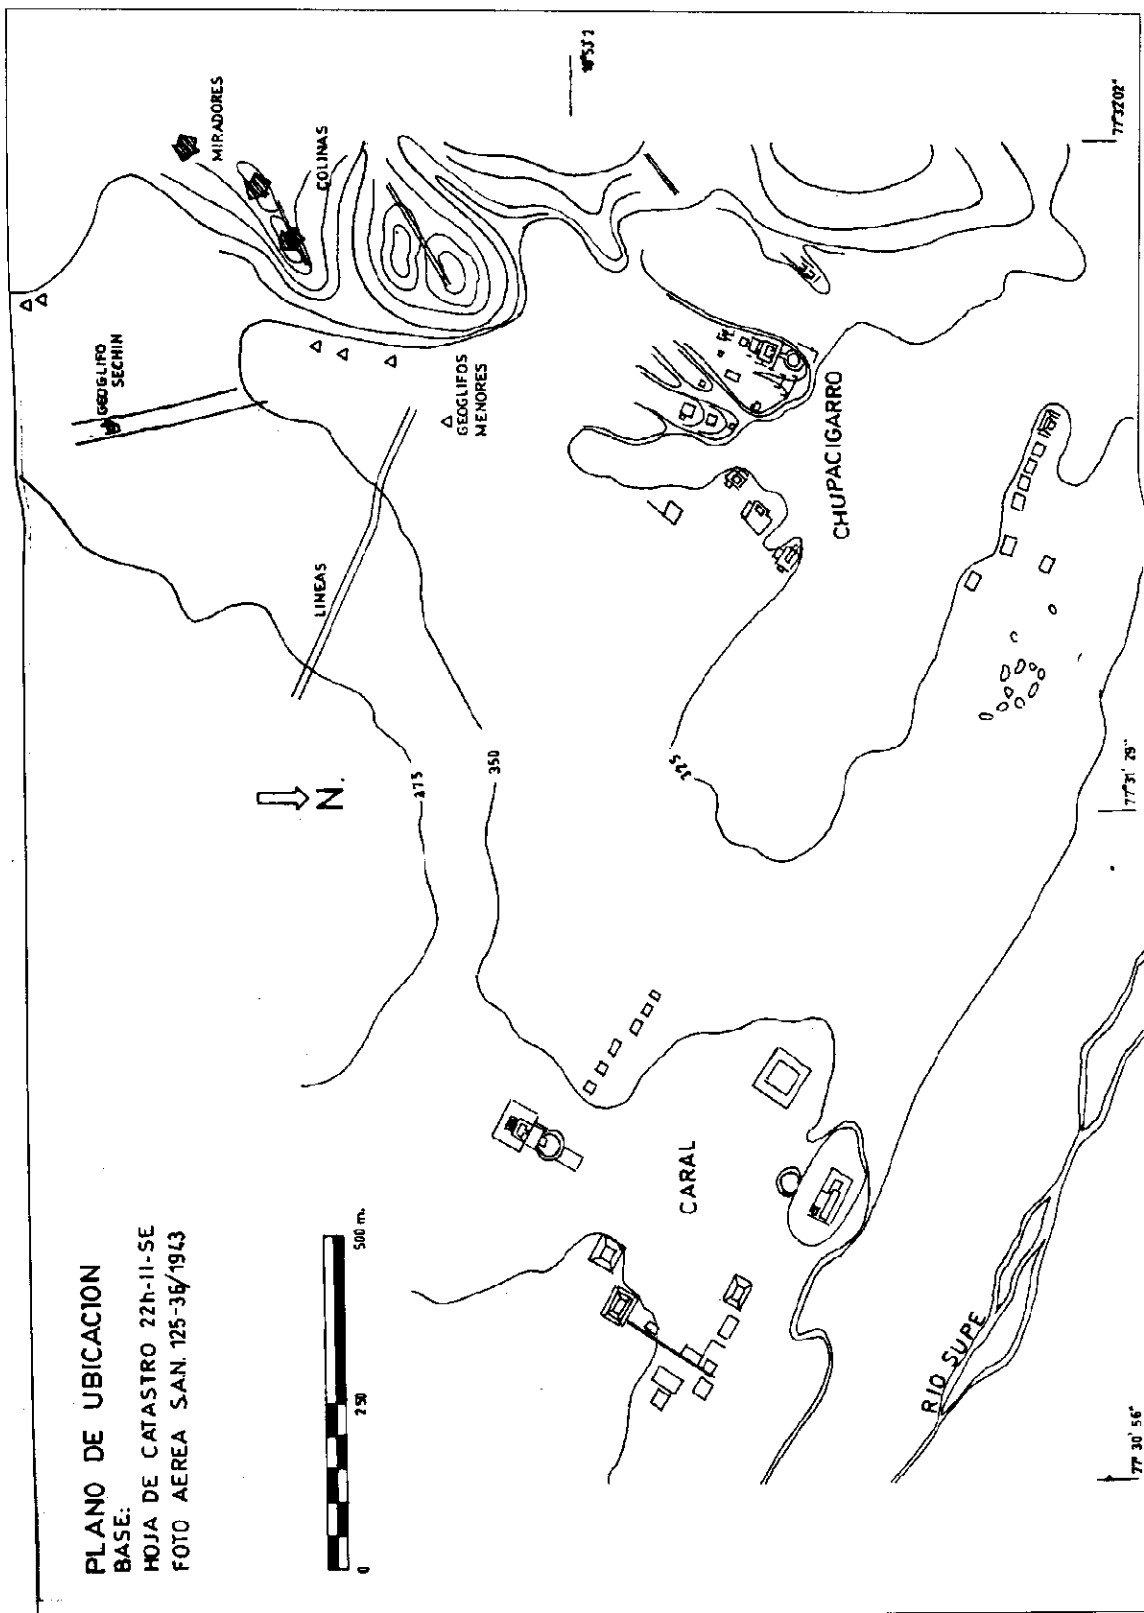 PLANO DE UBICACION
BASE:
HOJA DE CATASTRO 22h-11-SE
FOTO AEREA S.A.N. 125-36/1943
0
250
500 m.
N.
275
350
325
LINEAS
GEOGLIFO
SECHIN
GEOGLIFOS
MENORES
MIRADORES
COLINAS
CHUPACIGARRO
CARAL
RIO SUPE
77° 30' 56"
77°31' 29"
77°32'02"